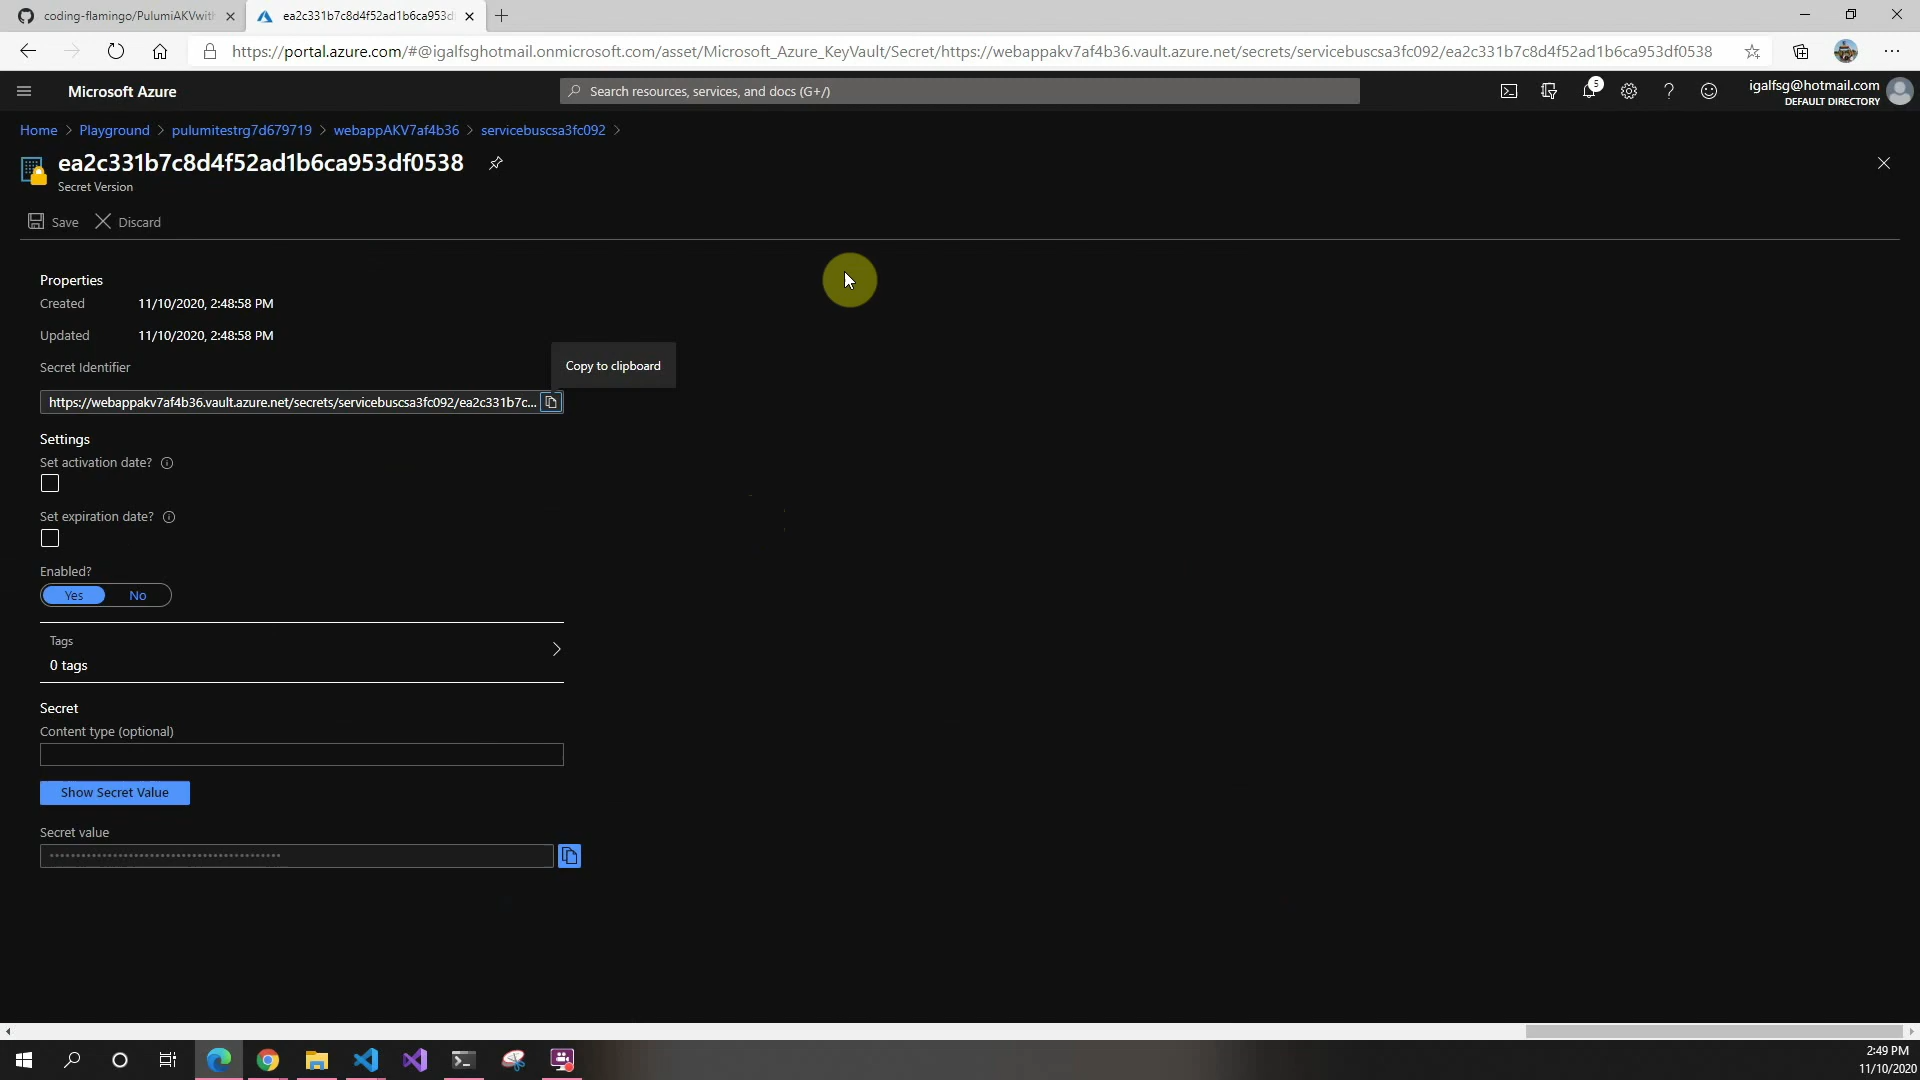 coding-flamingo/PulumiAKVwith
ea2c331b7c8d4f52ad1b6ca953d
https://portal.azure.com/#@igalfsghotmail.onmicrosoft.com/asset/Microsoft_Azure_KeyVault/Secret/https://webappakv7af4b36.vault.azure.net/secrets/servicebuscsa3fc092/ea2c331b7c8d4f52ad1b6ca953df0538
Microsoft Azure
Search resources, services, and docs (G+/)
5
igalfsg@hotmail.com
DEFAULT DIRECTORY
Home > Playground > pulumitestrg7d679719 > webappAKV7af4b36 > servicebuscsa3fc092 >
ea2c331b7c8d4f52ad1b6ca953df0538
Secret Version
Save
Discard
Properties
Created 11/10/2020, 2:48:58 PM
Updated 11/10/2020, 2:48:58 PM
Secret Identifier
Copy to clipboard
https://webappakv7af4b36.vault.azure.net/secrets/servicebuscsa3fc092/ea2c331b7c...
Settings
Set activation date?
Set expiration date?
Enabled?
Yes No
Tags
0 tags
Secret
Content type (optional)
Show Secret Value
Secret value
2:49 PM
11/10/2020